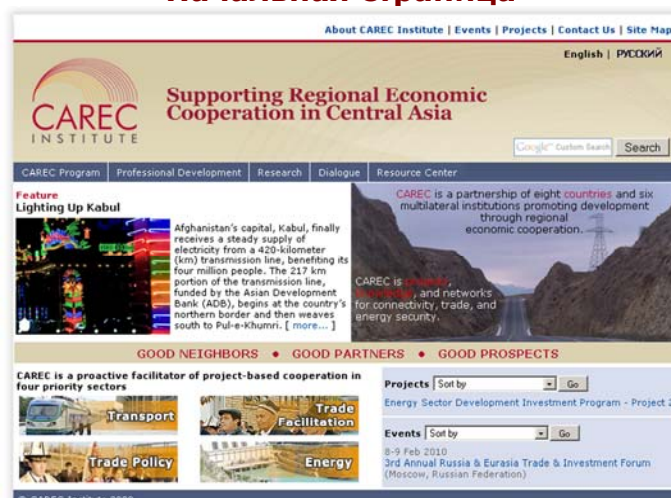 Начальная страница
About CAREC Institute | Events | Projects | Contact Us | Site Map
English | РУССКИЙ
CAREC
INSTITUTE
Supporting Regional Economic
Cooperation in Central Asia
Google™ Custom Search Search
CAREC Program Professional Development Research Dialogue Resource Center
Feature
Lighting Up Kabul
Afghanistan's capital, Kabul, finally
receives a steady supply of
electricity from a 420-kilometer
(km) transmission line, benefiting its
four million people. The 217 km
portion of the transmission line,
funded by the Asian Development
Bank (ADB), begins at the country's
northern border and then weaves
south to Pul-e-Khumri. [ more... ]
CAREC is a partnership of eight countries and six
multilateral institutions promoting development
through regional
economic cooperation.
CAREC is projects,
knowledge, and networks
for connectivity, trade, and
energy security.
GOOD NEIGHBORS • GOOD PARTNERS • GOOD PROSPECTS
CAREC is a proactive facilitator of project-based cooperation in
four priority sectors
Transport
Trade
Facilitation
Trade Policy
Energy
Projects Sort by Go
Energy Sector Development Investment Program - Project 2
Events Sort by Go
8-9 Feb 2010
3rd Annual Russia & Eurasia Trade & Investment Forum
(Moscow, Russian Federation)